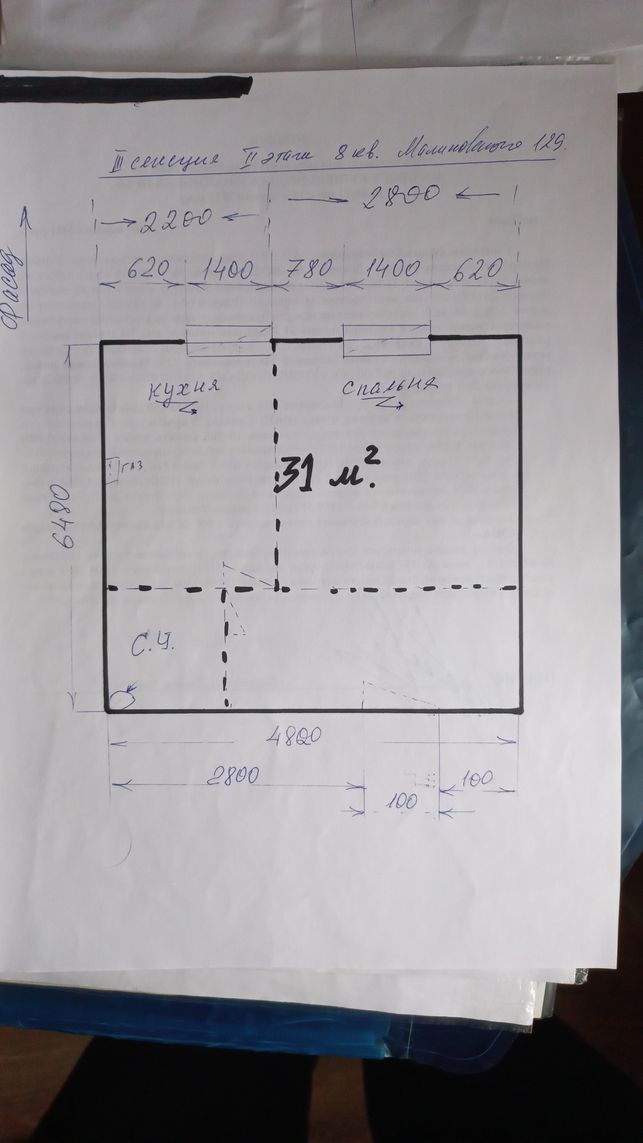 III секция II этаж 8 кв. Малиновского 129.
2200
2800
620 1400 780 1400 620
Фасад
кухня
спальня
ГАЗ
31 м².
6480
С.У.
4820
2800
100
100